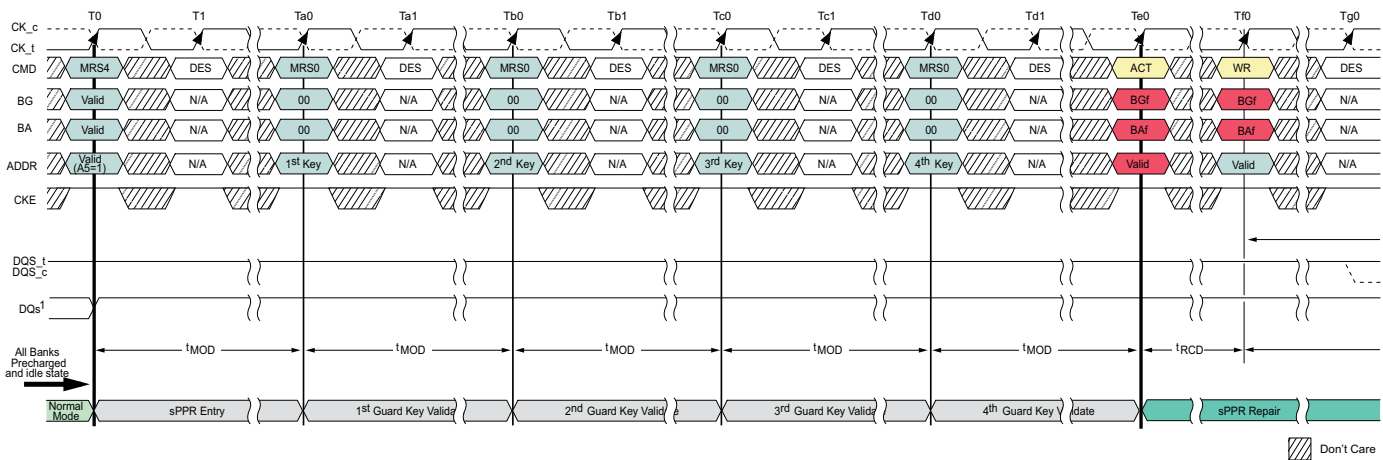 T0 T1 Ta0 Ta1 Tb0 Tb1 Tc0 Tc1 Td0 Td1 Te0 Tf0 Tg0
CK_c
CK_t
CMD MRS4 DES MRS0 DES MRS0 DES MRS0 DES MRS0 DES ACT WR DES
BG Valid N/A 00 N/A 00 N/A 00 N/A 00 N/A BGf BGf N/A
BA Valid N/A 00 N/A 00 N/A 00 N/A 00 N/A BAf BAf N/A
ADDR Valid (A5=1) N/A 1st Key N/A 2nd Key N/A 3rd Key N/A 4th Key N/A Valid Valid N/A
CKE
DQS_t
DQS_c
DQs1
All Banks
Precharged
and idle state
tMOD tMOD tMOD tMOD tMOD tRCD
Normal
Mode
sPPR Entry 1st Guard Key Valida 2nd Guard Key Valid e 3rd Guard Key Valida 4th Guard Key V date sPPR Repair
Don't Care